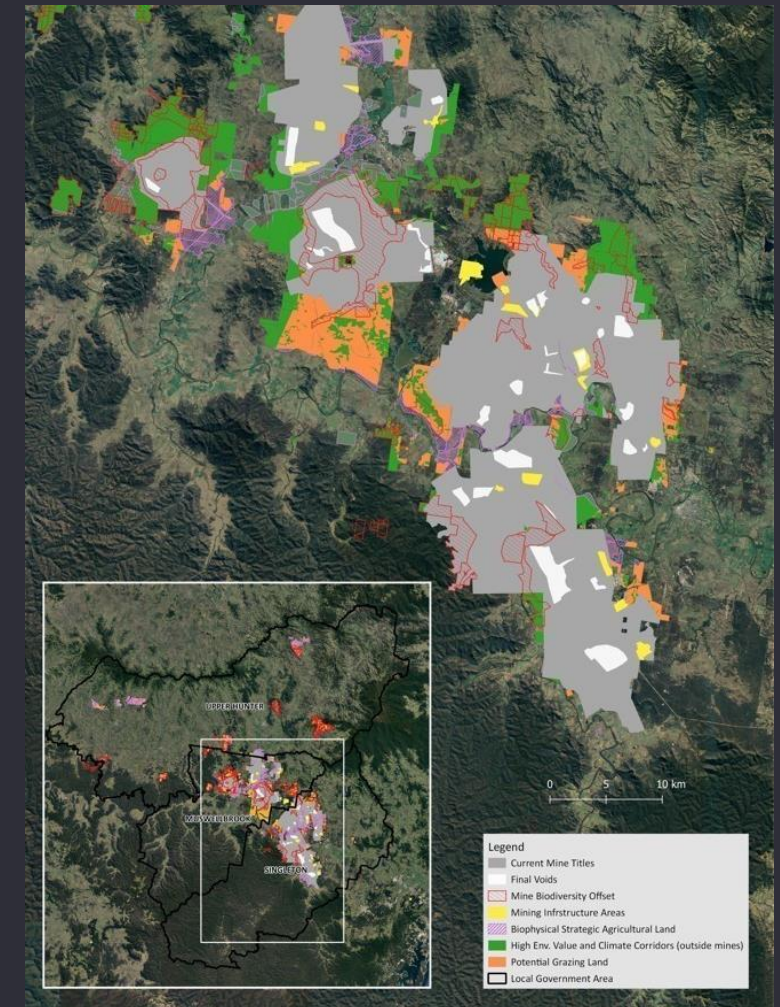 UPPER HUNTER
MUSWELLBROOK
SINGLETON
0 5 10 km
Legend
Current Mine Titles
Final Voids
Mine Biodiversity Offset
Mining Infrstructure Areas
Biophysical Strategic Agricultural Land
High Env. Value and Climate Corridors (outside mines)
Potential Grazing Land
Local Government Area